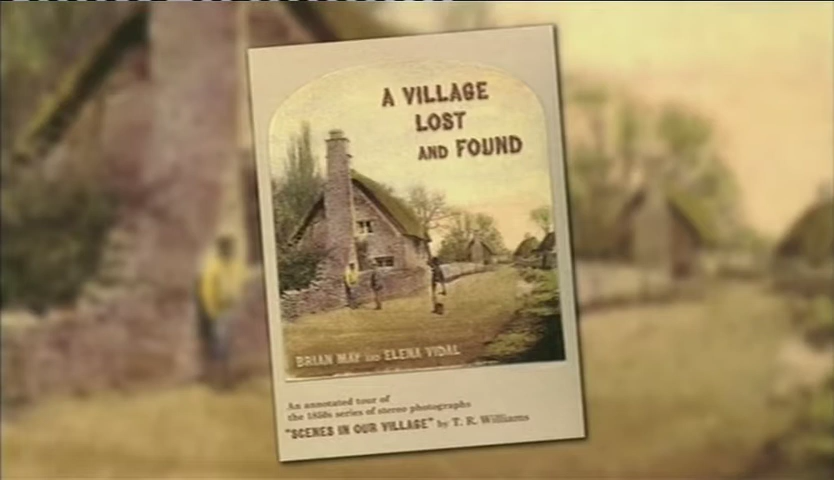 A VILLAGE
LOST
AND FOUND
BRIAN MAY AND ELENA VIDAL
An annotated tour of
the 1850s series of stereo photographs
"SCENES IN OUR VILLAGE" by T. R. Williams